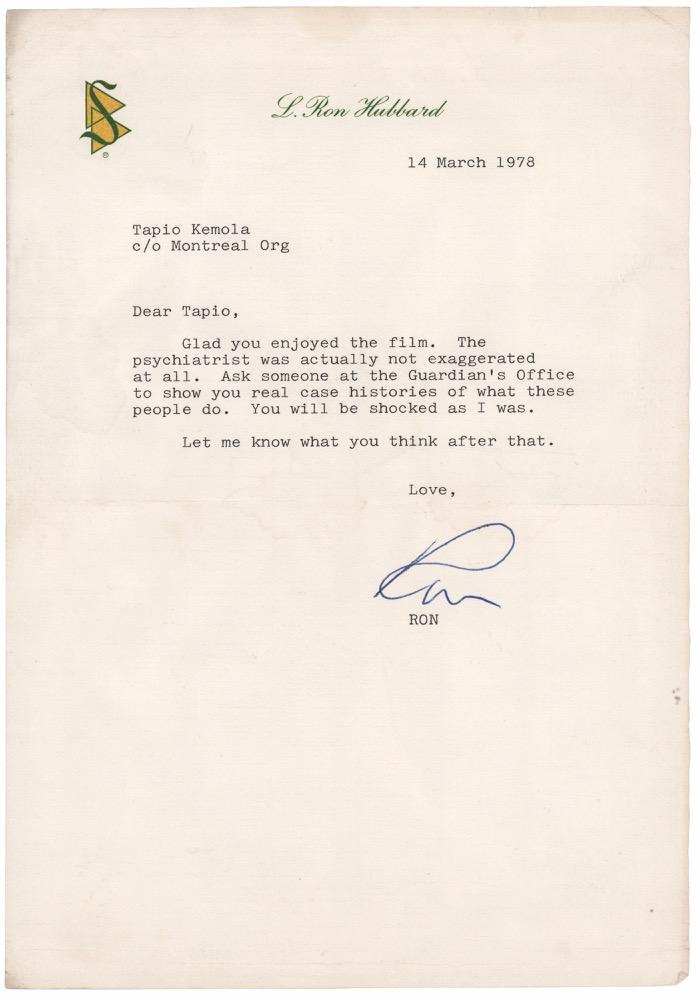 L. Ron Hubbard
14 March 1978
Tapio Kemola
c/o Montreal Org
Dear Tapio,
Glad you enjoyed the film. The
psychiatrist was actually not exaggerated
at all. Ask someone at the Guardian's Office
to show you real case histories of what these
people do. You will be shocked as I was.
Let me know what you think after that.
Love,
Ron
RON